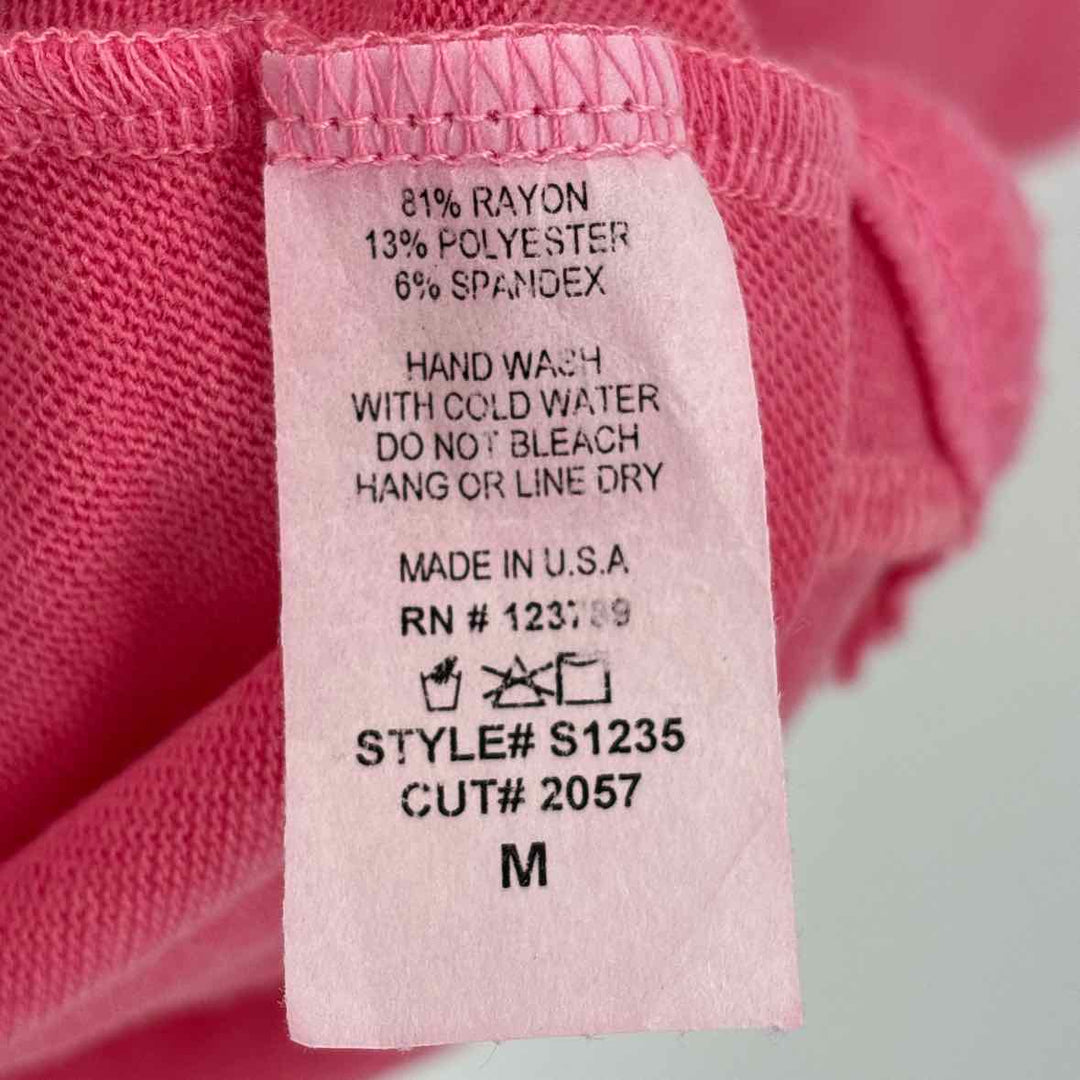 81% RAYON
13% POLYESTER
6% SPANDEX
HAND WASH
WITH COLD WATER
DO NOT BLEACH
HANG OR LINE DRY
MADE IN U.S.A
RN #
STYLE# S1235
CUT# 2057
M